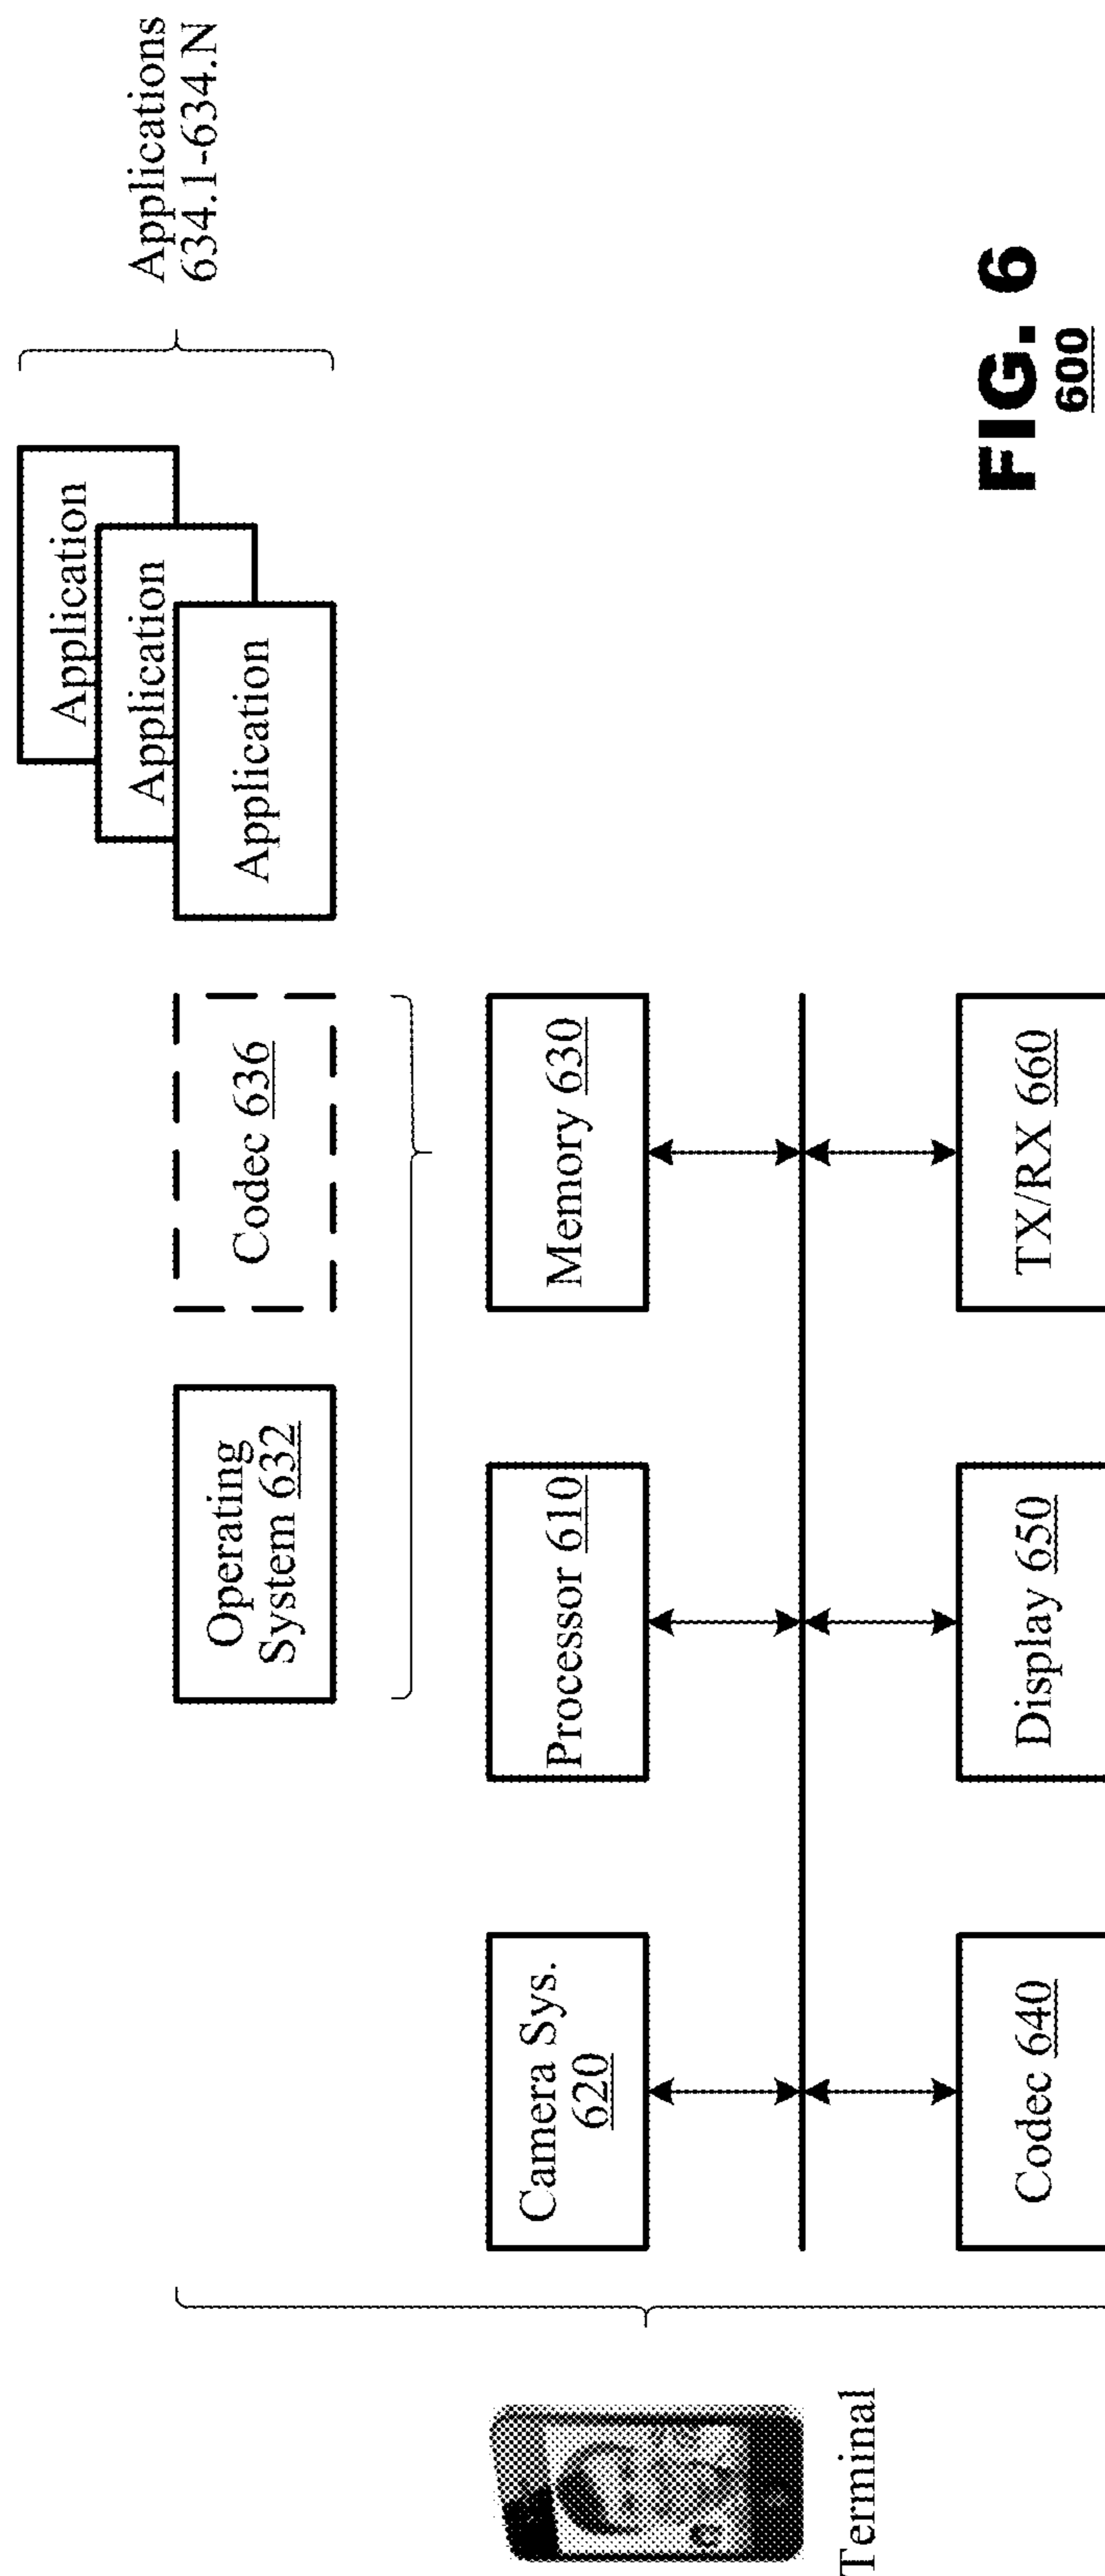 Applications
634.1-634.N
Application
Application
Application
Operating
System 632
Codec 636
Camera Sys.
620
Processor 610
Memory 630
Codec 640
Display 650
TX/RX 660
Terminal
FIG. 6
600